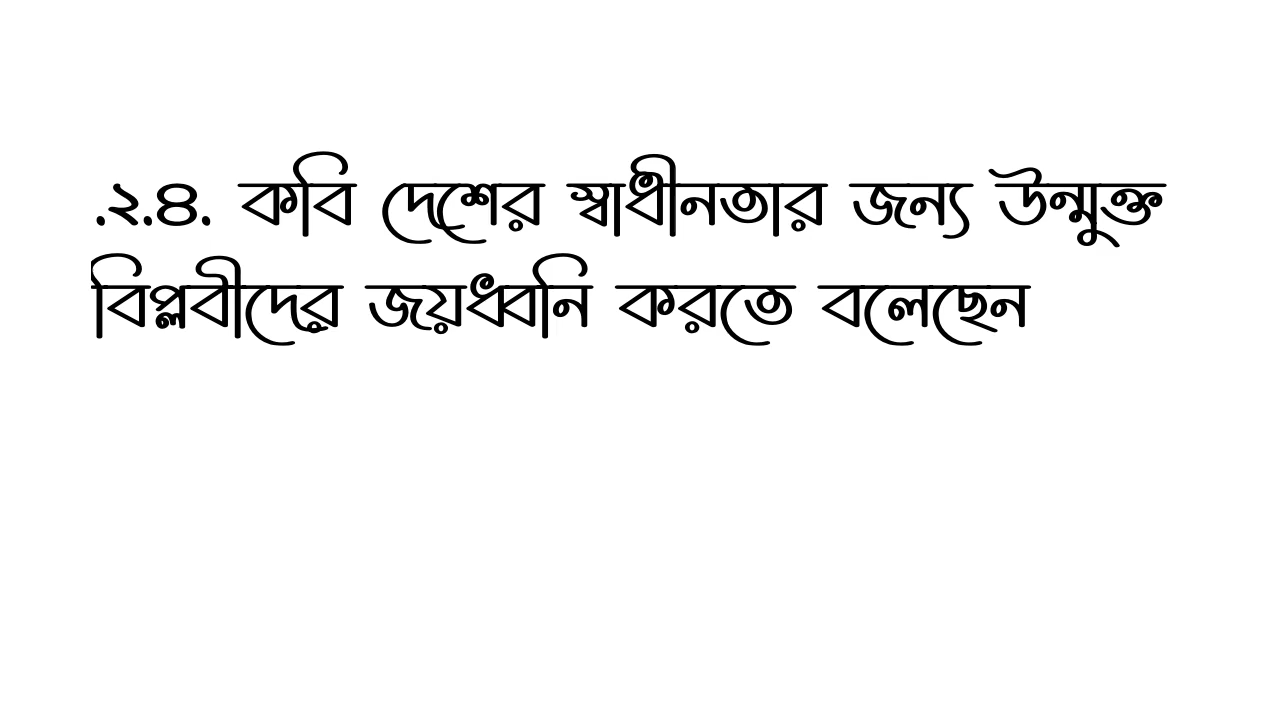 .২.৪. কবি দেশের স্বাধীনতার জন্য উন্মুক্ত
বিপ্লবীদের জয়ধ্বনি করতে বলেছেন